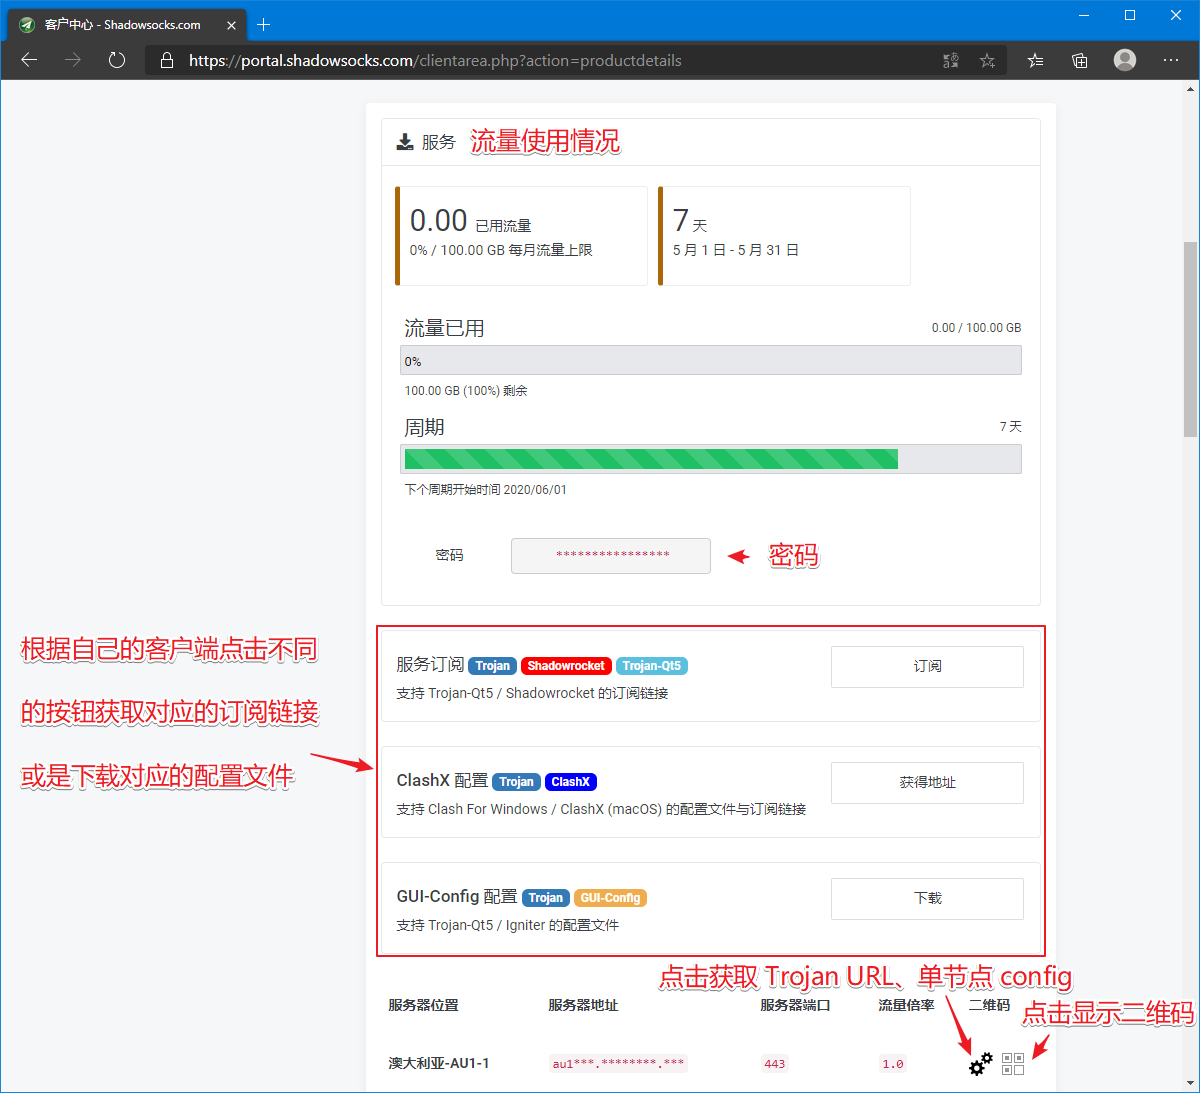 客户中心 - Shadowsocks.com
https://portal.shadowsocks.com/clientarea.php?action=productdetails
服务 流量使用情况
0.00 已用流量
0% / 100.00 GB 每月流量上限
7 天
5 月 1 日 - 5 月 31 日
流量已用 0.00 / 100.00 GB
0%
100.00 GB (100%) 剩余
周期 7 天
下个周期开始时间 2020/06/01
密码 **************** 密码
根据自己的客户端点击不同
的按钮获取对应的订阅链接
或是下载对应的配置文件
服务订阅 Trojan Shadowrocket Trojan-Qt5 订阅
支持 Trojan-Qt5 / Shadowrocket 的订阅链接
ClashX 配置 Trojan ClashX 获得地址
支持 Clash For Windows / ClashX (macOS) 的配置文件与订阅链接
GUI-Config 配置 Trojan GUI-Config 下载
支持 Trojan-Qt5 / Igniter 的配置文件
点击获取 Trojan URL、单节点 config
服务器位置 服务器地址 服务器端口 流量倍率 二维码
点击显示二维码
澳大利亚-AU1-1 au1***.********.*** 443 1.0